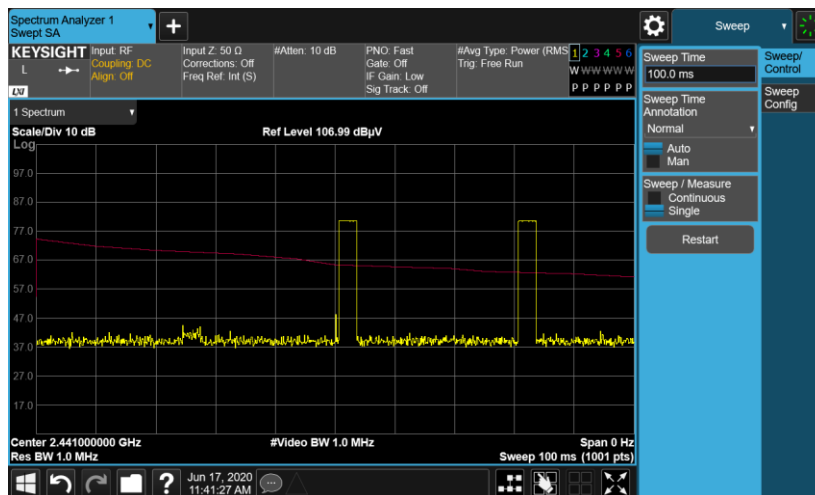 Spectrum Analyzer 1
Swept SA
+
Sweep
KEYSIGHT
L
LXI
Input: RF
Coupling: DC
Align: Off
Input Z: 50 Ω
Corrections: Off
Freq Ref: Int (S)
#Atten: 10 dB
PNO: Fast
Gate: Off
IF Gain: Low
Sig Track: Off
#Avg Type: Power (RMS
Trig: Free Run
1 2 3 4 5 6
W W W W W W
P P P P P P
1 Spectrum
Scale/Div 10 dB
Ref Level 106.99 dBµV
Log
97.0
87.0
77.0
67.0
57.0
47.0
37.0
27.0
17.0
Center 2.441000000 GHz
#Video BW 1.0 MHz
Span 0 Hz
Res BW 1.0 MHz
Sweep 100 ms (1001 pts)
Sweep Time
100.0 ms
Sweep Time
Annotation
Normal
Auto
Man
Sweep / Measure
Continuous
Single
Restart
Sweep/
Control
Sweep
Config
?
Jun 17, 2020
11:41:27 AM